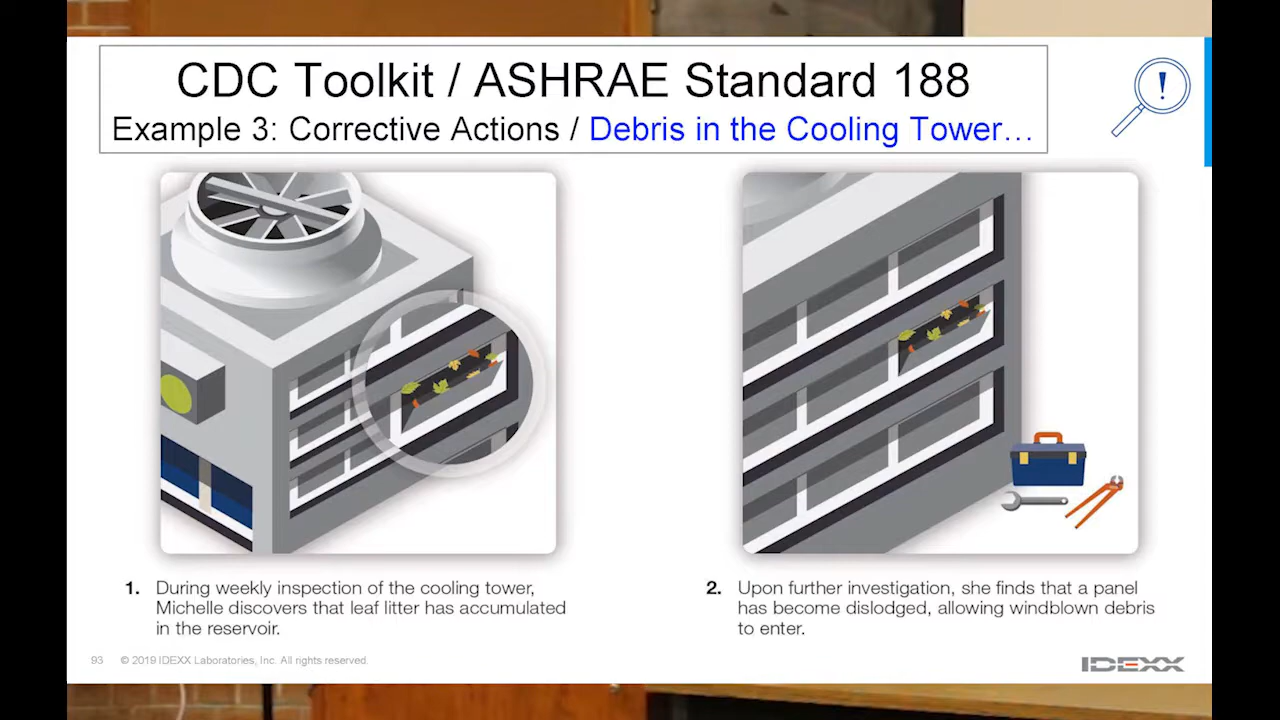 CDC Toolkit / ASHRAE Standard 188
Example 3: Corrective Actions / Debris in the Cooling Tower…
!
1. During weekly inspection of the cooling tower,
Michelle discovers that leaf litter has accumulated
in the reservoir.
2. Upon further investigation, she finds that a panel
has become dislodged, allowing windblown debris
to enter.
93 © 2019 IDEXX Laboratories, Inc. All rights reserved.
IDEXX